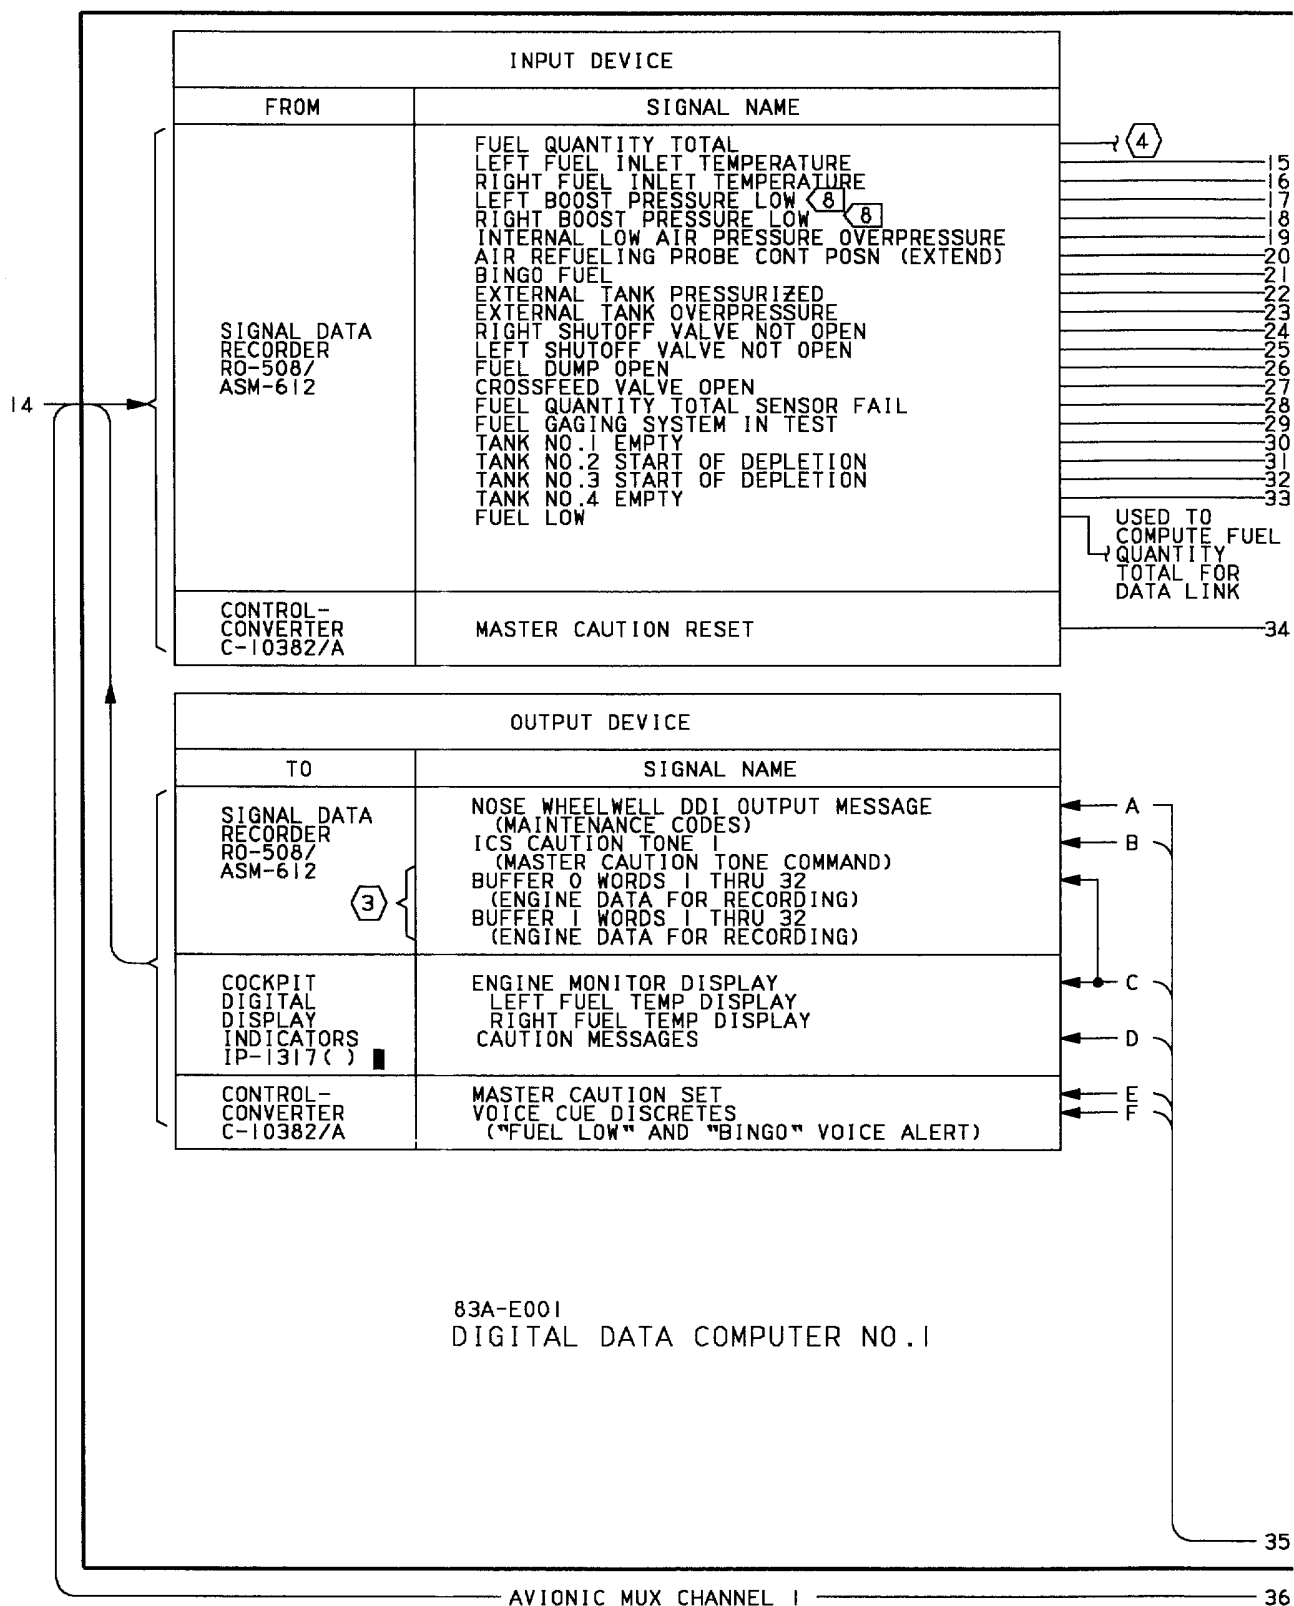 INPUT DEVICE
FROM
SIGNAL NAME
SIGNAL DATA
RECORDER
RO-508/
ASM-612
FUEL QUANTITY TOTAL
LEFT FUEL INLET TEMPERATURE
RIGHT FUEL INLET TEMPERATURE
LEFT BOOST PRESSURE LOW 8
RIGHT BOOST PRESSURE LOW 8
INTERNAL LOW AIR PRESSURE OVERPRESSURE
AIR REFUELING PROBE CONT POSN (EXTEND)
BINGO FUEL
EXTERNAL TANK PRESSURIZED
EXTERNAL TANK OVERPRESSURE
RIGHT SHUTOFF VALVE NOT OPEN
LEFT SHUTOFF VALVE NOT OPEN
FUEL DUMP OPEN
CROSSFEED VALVE OPEN
FUEL QUANTITY TOTAL SENSOR FAIL
FUEL GAGING SYSTEM IN TEST
TANK NO.1 EMPTY
TANK NO.2 START OF DEPLETION
TANK NO.3 START OF DEPLETION
TANK NO.4 EMPTY
FUEL LOW
4
15
16
17
18
19
20
21
22
23
24
25
26
27
28
29
30
31
32
33
USED TO
COMPUTE FUEL
QUANTITY
TOTAL FOR
DATA LINK
14
CONTROL-
CONVERTER
C-10382/A
MASTER CAUTION RESET
34
OUTPUT DEVICE
TO
SIGNAL NAME
SIGNAL DATA
RECORDER
RO-508/
ASM-612
3
NOSE WHEELWELL DDI OUTPUT MESSAGE
(MAINTENANCE CODES)
ICS CAUTION TONE 1
(MASTER CAUTION TONE COMMAND)
BUFFER 0 WORDS 1 THRU 32
(ENGINE DATA FOR RECORDING)
BUFFER 1 WORDS 1 THRU 32
(ENGINE DATA FOR RECORDING)
A
B
COCKPIT
DIGITAL
DISPLAY
INDICATORS
IP-1317( )
ENGINE MONITOR DISPLAY
LEFT FUEL TEMP DISPLAY
RIGHT FUEL TEMP DISPLAY
CAUTION MESSAGES
C
D
CONTROL-
CONVERTER
C-10382/A
MASTER CAUTION SET
VOICE CUE DISCRETES
("FUEL LOW" AND "BINGO" VOICE ALERT)
E
F
83A-E001
DIGITAL DATA COMPUTER NO.1
35
AVIONIC MUX CHANNEL 1
36